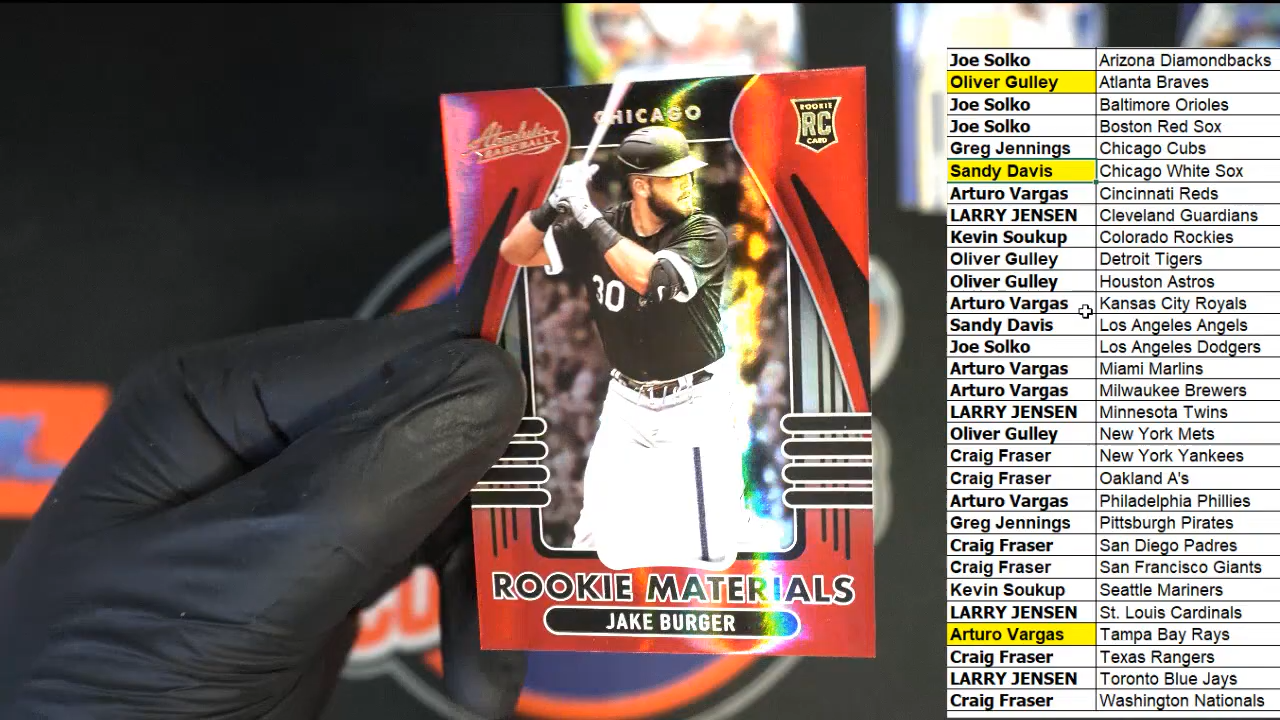 CHICAGO
Absolute
BASEBALL
ROOKIE
RC
CARD
30
ROOKIE MATERIALS
JAKE BURGER
Joe Solko Arizona Diamondbacks
Oliver Gulley Atlanta Braves
Joe Solko Baltimore Orioles
Joe Solko Boston Red Sox
Greg Jennings Chicago Cubs
Sandy Davis Chicago White Sox
Arturo Vargas Cincinnati Reds
LARRY JENSEN Cleveland Guardians
Kevin Soukup Colorado Rockies
Oliver Gulley Detroit Tigers
Oliver Gulley Houston Astros
Arturo Vargas Kansas City Royals
Sandy Davis Los Angeles Angels
Joe Solko Los Angeles Dodgers
Arturo Vargas Miami Marlins
Arturo Vargas Milwaukee Brewers
LARRY JENSEN Minnesota Twins
Oliver Gulley New York Mets
Craig Fraser New York Yankees
Craig Fraser Oakland A's
Arturo Vargas Philadelphia Phillies
Greg Jennings Pittsburgh Pirates
Craig Fraser San Diego Padres
Craig Fraser San Francisco Giants
Kevin Soukup Seattle Mariners
LARRY JENSEN St. Louis Cardinals
Arturo Vargas Tampa Bay Rays
Craig Fraser Texas Rangers
LARRY JENSEN Toronto Blue Jays
Craig Fraser Washington Nationals